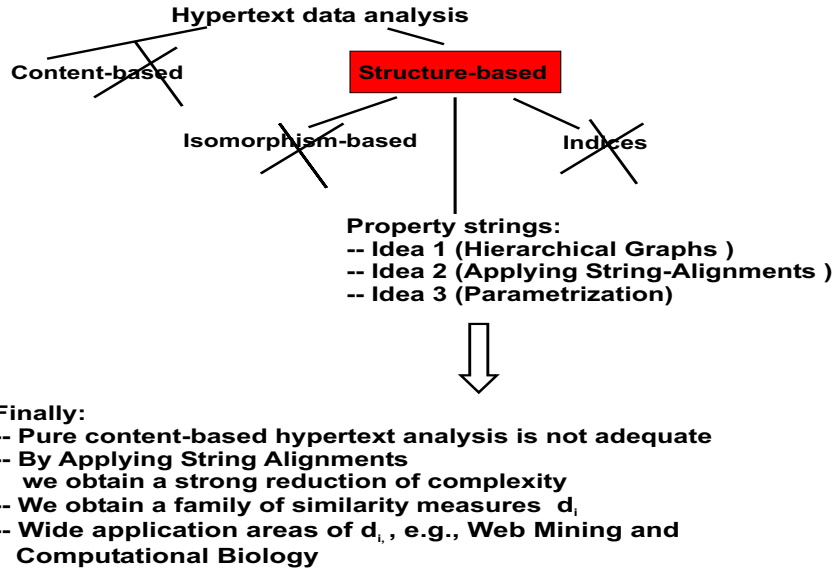 Hypertext data analysis
Content-based
Structure-based
Isomorphism-based
Indices
Property strings:
-- Idea 1 (Hierarchical Graphs )
-- Idea 2 (Applying String-Alignments )
-- Idea 3 (Parametrization)
Finally:
-- Pure content-based hypertext analysis is not adequate
-- By Applying String Alignments
we obtain a strong reduction of complexity
-- We obtain a family of similarity measures dᵢ
-- Wide application areas of dᵢ, , e.g., Web Mining and
Computational Biology